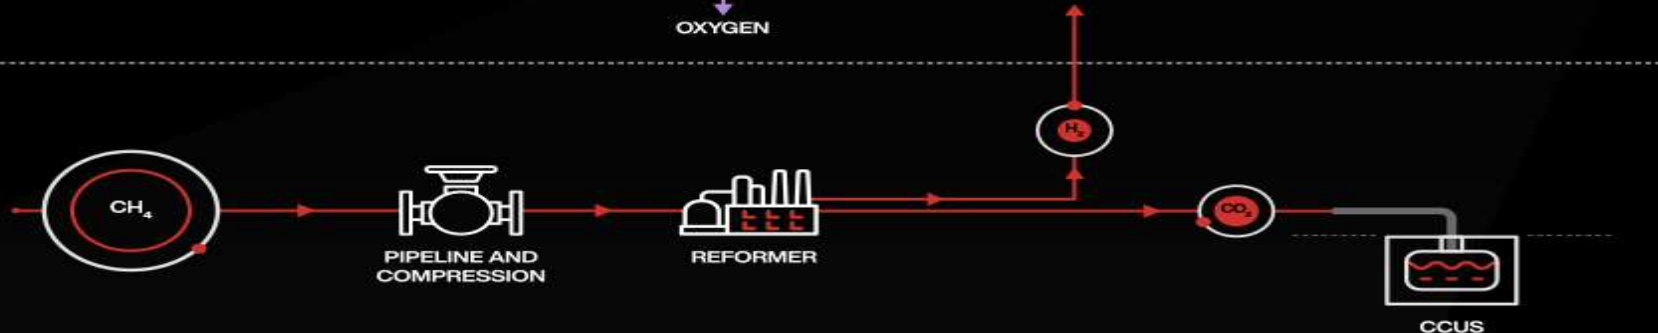 OXYGEN
H₂
CH₄
CO₂
PIPELINE AND
COMPRESSION
REFORMER
CCUS